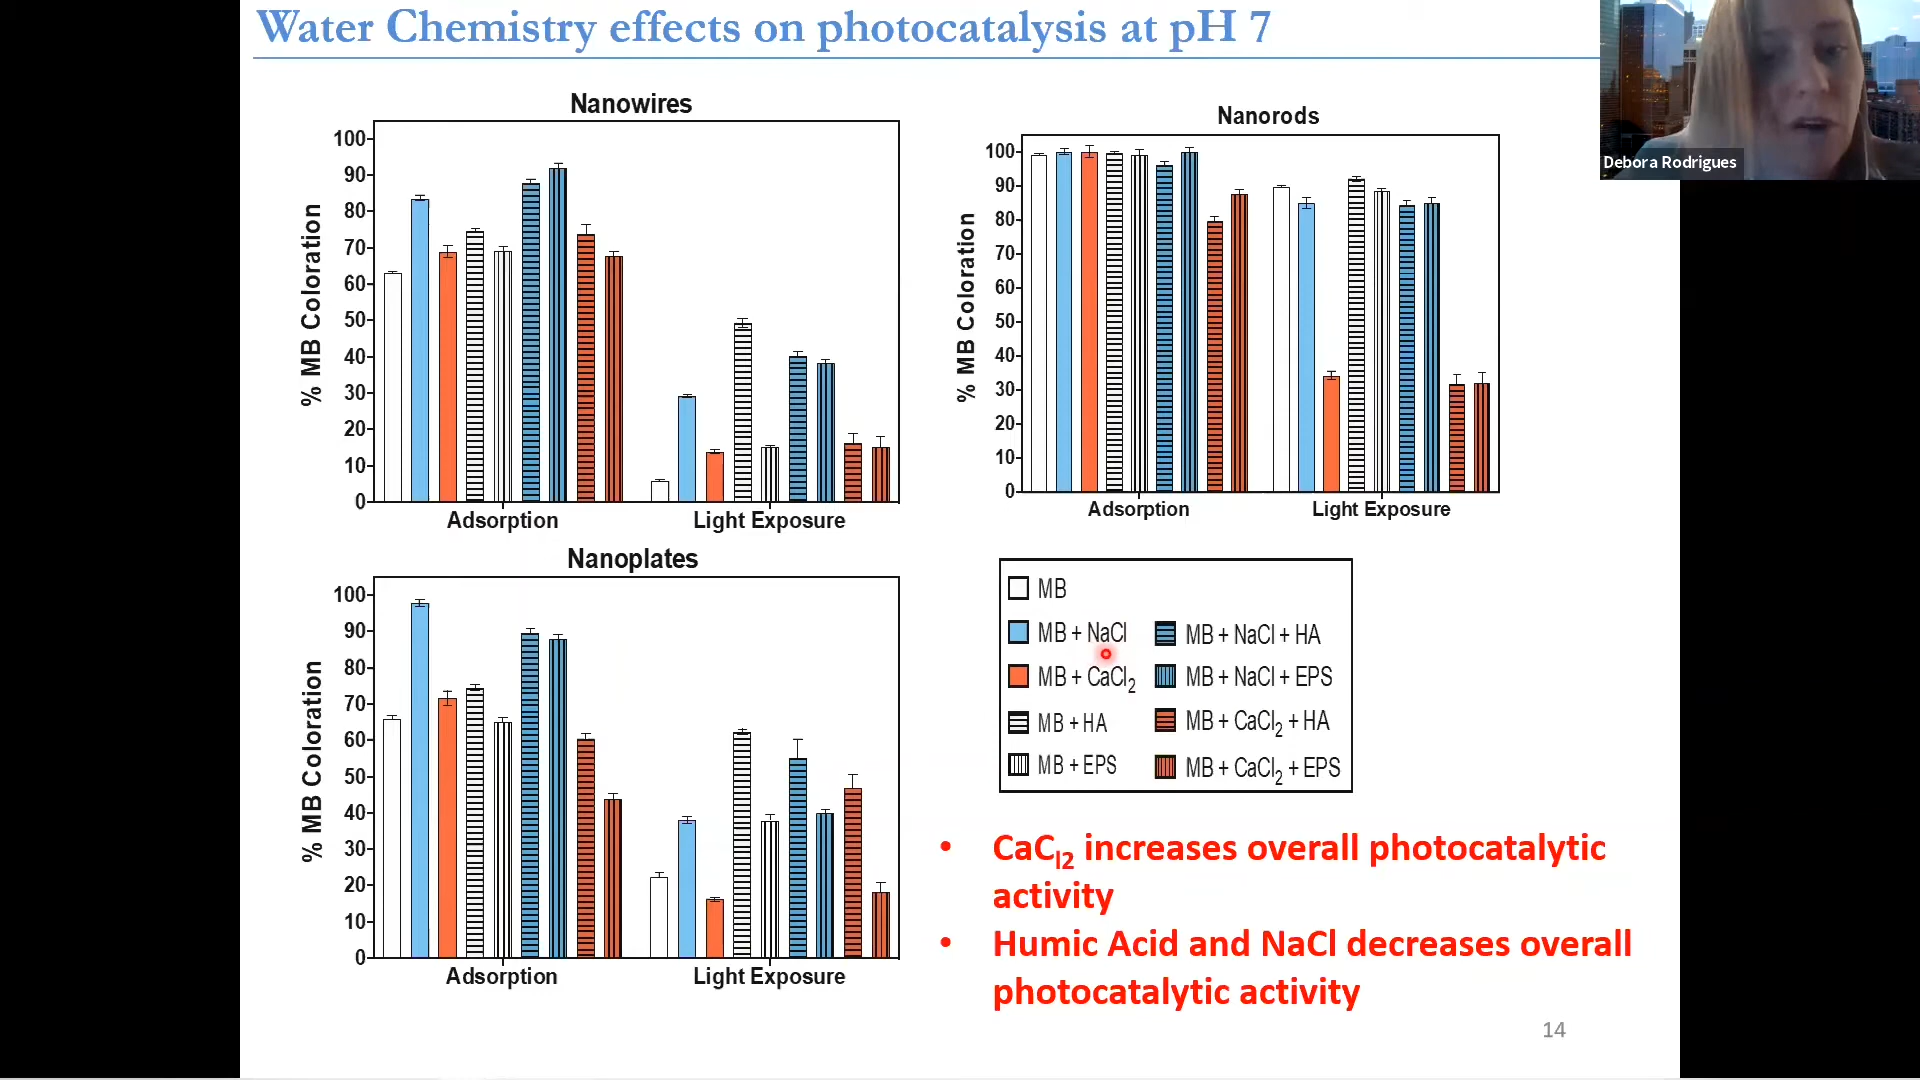 Water Chemistry effects on photocatalysis at pH 7
Debora Rodrigues
Nanowires
% MB Coloration
100
90
80
70
60
50
40
30
20
10
0
Adsorption
Light Exposure
Nanorods
% MB Coloration
100
90
80
70
60
50
40
30
20
10
0
Adsorption
Light Exposure
Nanoplates
% MB Coloration
100
90
80
70
60
50
40
30
20
10
0
Adsorption
Light Exposure
MB
MB + NaCl
MB + CaCl2
MB + HA
MB + EPS
MB + NaCl + HA
MB + NaCl + EPS
MB + CaCl2 + HA
MB + CaCl2 + EPS
• CaCl2 increases overall photocatalytic
activity
• Humic Acid and NaCl decreases overall
photocatalytic activity
14